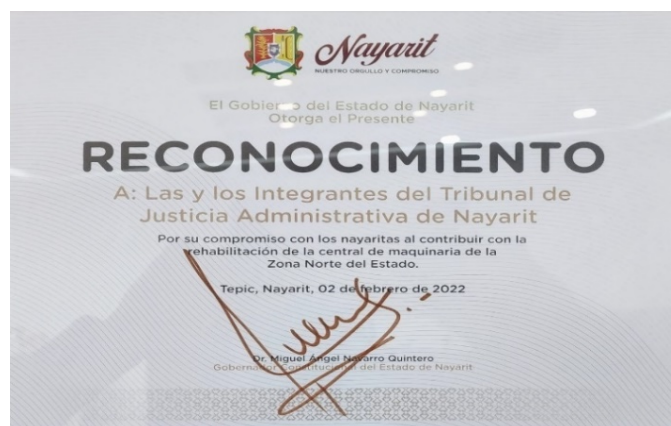 Nayarit
NUESTRO ORGULLO Y COMPROMISO
El Gobierno del Estado de Nayarit
Otorga el Presente
RECONOCIMIENTO
A: Las y los Integrantes del Tribunal de
Justicia Administrativa de Nayarit
Por su compromiso con los nayaritas al contribuir con la
rehabilitación de la central de maquinaria de la
Zona Norte del Estado.
Tepic, Nayarit, 02 de febrero de 2022
Dr. Miguel Ángel Navarro Quintero
Gobernador Constitucional del Estado de Nayarit